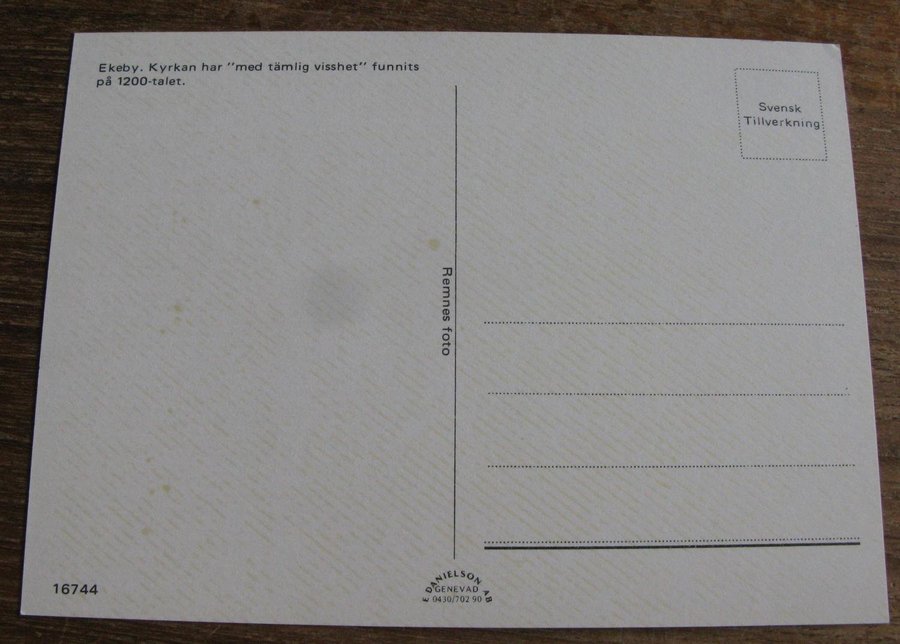 Ekeby. Kyrkan har "med tämlig visshet" funnits
på 1200-talet.
Svensk
Tillverkning
Remnes foto
16744
E DANIELSON AB
GENEVAD
0430/702 90